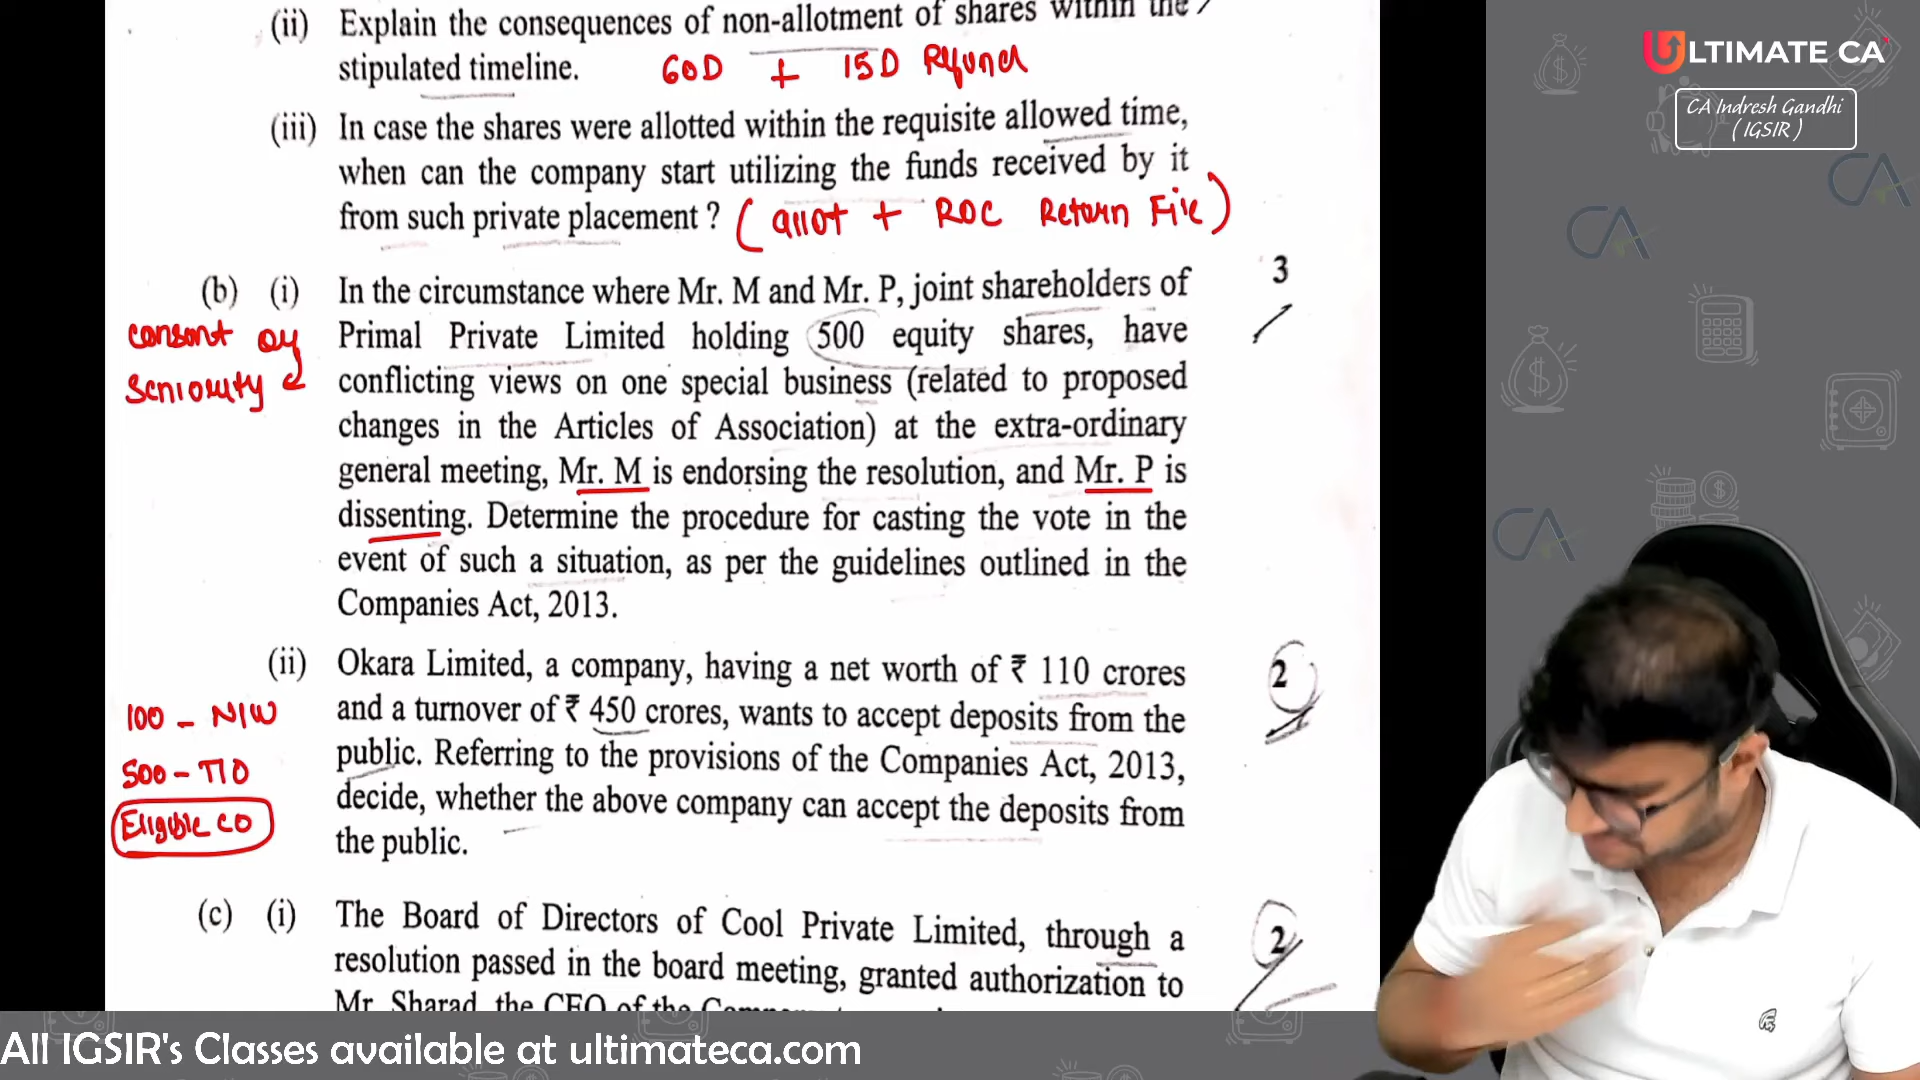 (ii) Explain the consequences of non-allotment of shares within the
stipulated timeline. 60D + 15D Refund
(iii) In case the shares were allotted within the requisite allowed time,
when can the company start utilizing the funds received by it
from such private placement ? (allot + ROC Return File)
(b) (i) In the circumstance where Mr. M and Mr. P, joint shareholders of 3
Primal Private Limited holding 500 equity shares, have
conflicting views on one special business (related to proposed
changes in the Articles of Association) at the extra-ordinary
general meeting, Mr. M is endorsing the resolution, and Mr. P is
dissenting. Determine the procedure for casting the vote in the
event of such a situation, as per the guidelines outlined in the
Companies Act, 2013.
consent
seniority
(ii) Okara Limited, a company, having a net worth of ₹ 110 crores 2
and a turnover of ₹ 450 crores, wants to accept deposits from the
public. Referring to the provisions of the Companies Act, 2013,
decide, whether the above company can accept the deposits from
the public.
100 - N/W
500 - T/O
Eligible CO
(c) (i) The Board of Directors of Cool Private Limited, through a 2
resolution passed in the board meeting, granted authorization to
Mr. Sharad, the CFO of the
ULTIMATE CA
CA Indresh Gandhi
( IGSIR )
CA
CA
CA
All IGSIR's Classes available at ultimateca.com